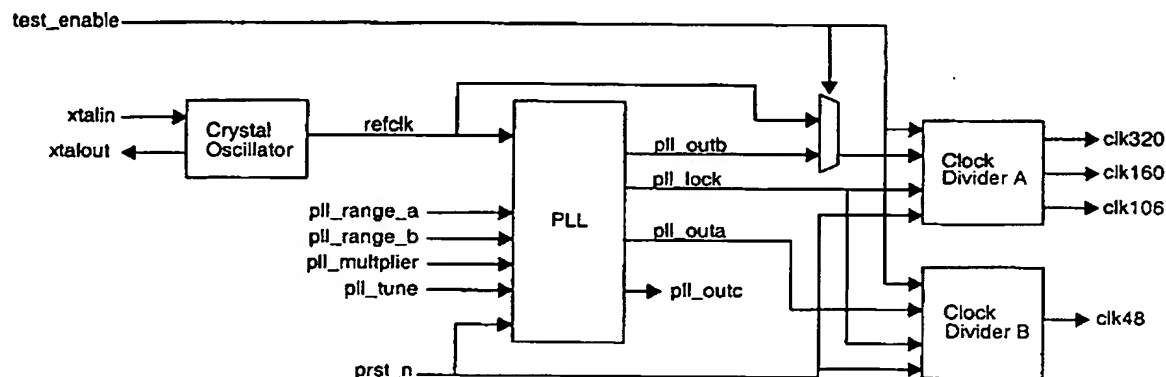 test_enable
xtalin
xtalout
Crystal
Oscillator
refclk
pll_outb
pll_lock
pll_outa
pll_outc
PLL
pll_range_a
pll_range_b
pll_multplier
pll_tune
prst_n
Clock
Divider A
clk320
clk160
clk106
Clock
Divider B
clk48